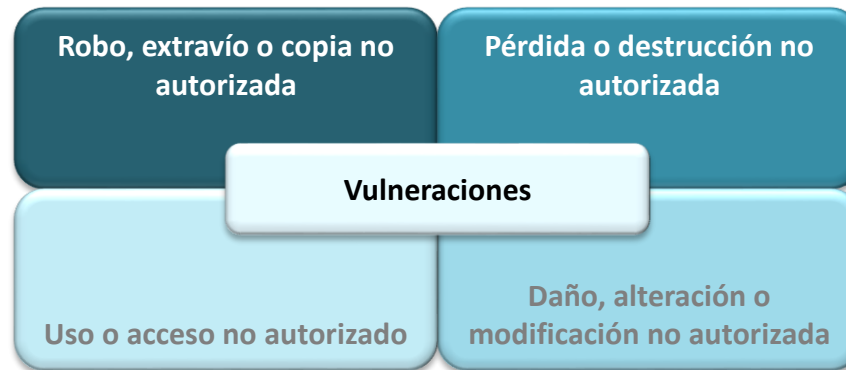 Robo, extravío o copia no
autorizada
Pérdida o destrucción no
autorizada
Vulneraciones
Uso o acceso no autorizado
Daño, alteración o
modificación no autorizada